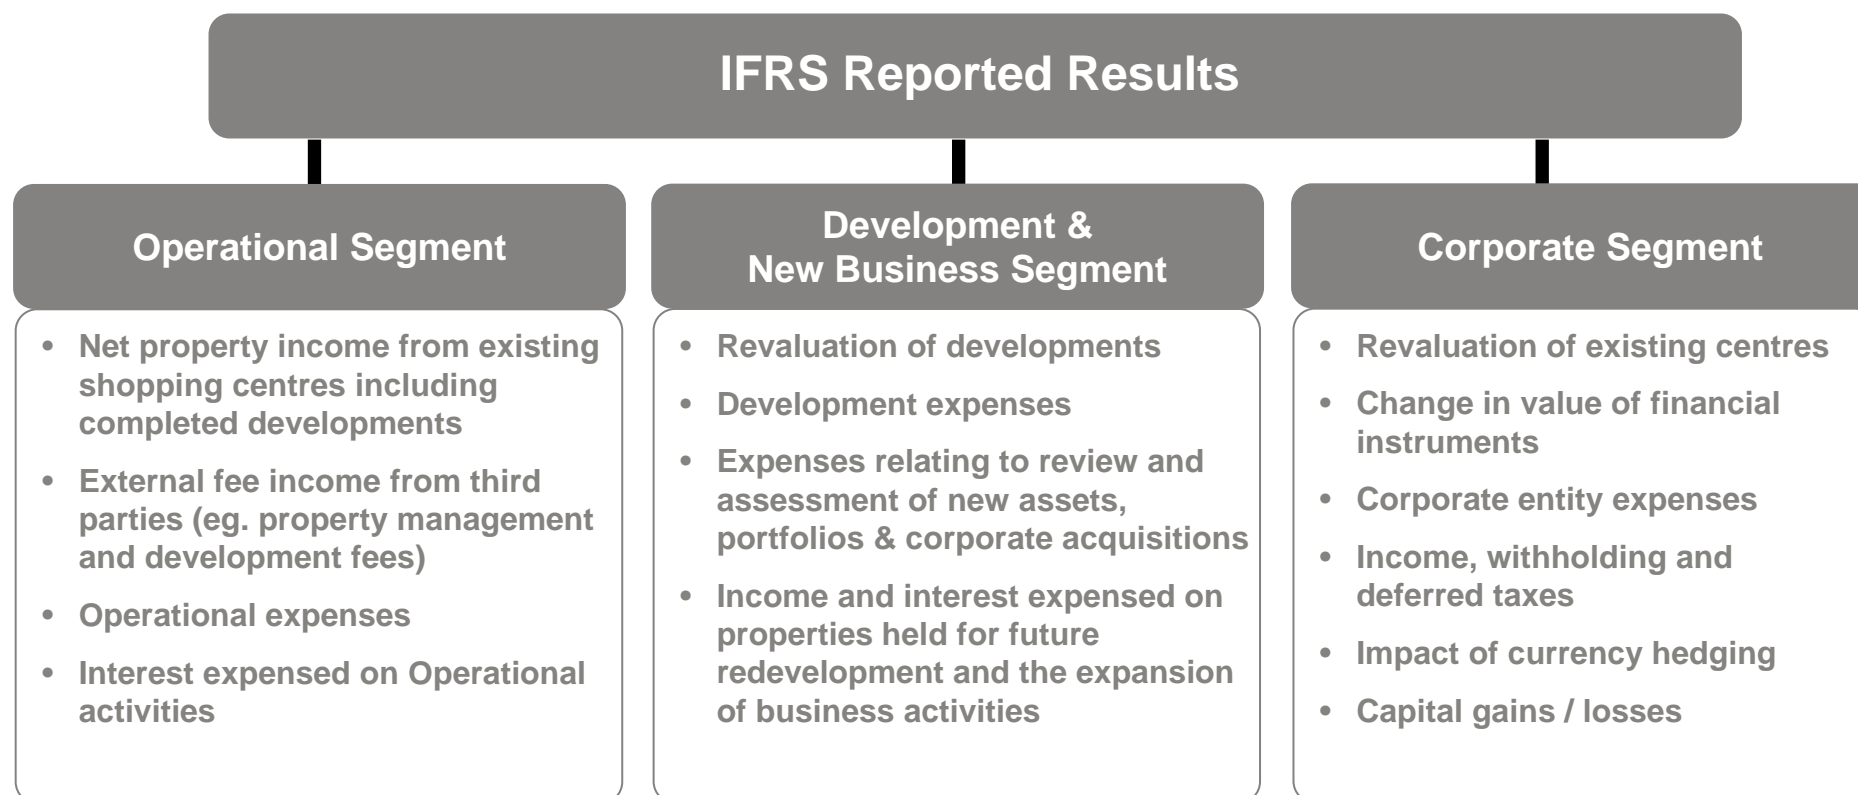 IFRS Reported Results
Operational Segment
• Net property income from existing
shopping centres including
completed developments
• External fee income from third
parties (eg. property management
and development fees)
• Operational expenses
• Interest expensed on Operational
activities
Development &
New Business Segment
• Revaluation of developments
• Development expenses
• Expenses relating to review and
assessment of new assets,
portfolios & corporate acquisitions
• Income and interest expensed on
properties held for future
redevelopment and the expansion
of business activities
Corporate Segment
• Revaluation of existing centres
• Change in value of financial
instruments
• Corporate entity expenses
• Income, withholding and
deferred taxes
• Impact of currency hedging
• Capital gains / losses